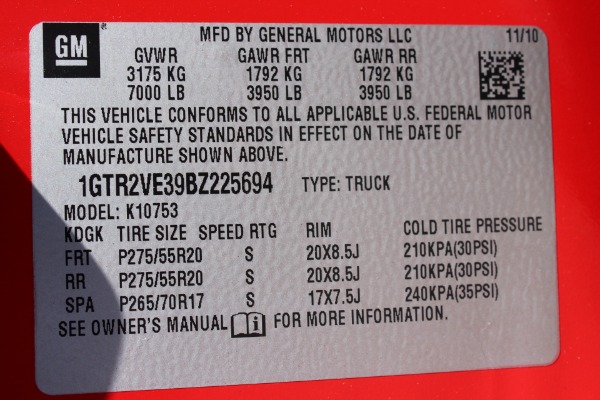 GM
MFD BY GENERAL MOTORS LLC 11/10
GVWR GAWR FRT GAWR RR
3175 KG 1792 KG 1792 KG
7000 LB 3950 LB 3950 LB
THIS VEHICLE CONFORMS TO ALL APPLICABLE U.S. FEDERAL MOTOR
VEHICLE SAFETY STANDARDS IN EFFECT ON THE DATE OF
MANUFACTURE SHOWN ABOVE.
1GTR2VE39BZ225694 TYPE: TRUCK
MODEL: K10753
KDGK TIRE SIZE SPEED RTG RIM COLD TIRE PRESSURE
FRT P275/55R20 S 20X8.5J 210KPA(30PSI)
RR P275/55R20 S 20X8.5J 210KPA(30PSI)
SPA P265/70R17 S 17X7.5J 240KPA(35PSI)
SEE OWNER'S MANUAL FOR MORE INFORMATION.